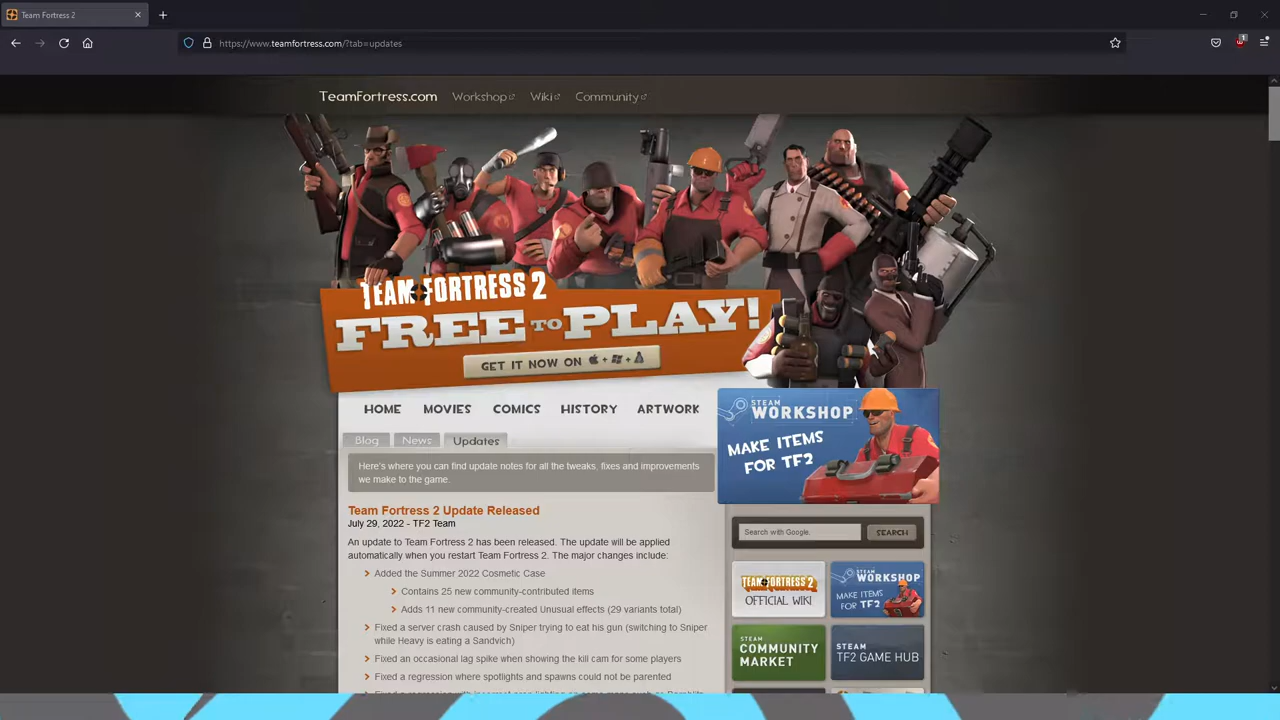 Team Fortress 2
https://www.teamfortress.com/?tab=updates
1
TeamFortress.com Workshop Wiki Community
TEAM FORTRESS 2
FREE TO PLAY!
GET IT NOW ON + +
HOME MOVIES COMICS HISTORY ARTWORK
STEAM
WORKSHOP
MAKE ITEMS
FOR TF2
Blog News Updates
Here's where you can find update notes for all the tweaks, fixes and improvements
we make to the game.
Team Fortress 2 Update Released
July 29, 2022 - TF2 Team
An update to Team Fortress 2 has been released. The update will be applied
automatically when you restart Team Fortress 2. The major changes include:
Added the Summer 2022 Cosmetic Case
Contains 25 new community-contributed items
Adds 11 new community-created Unusual effects (29 variants total)
Fixed a server crash caused by Sniper trying to eat his gun (switching to Sniper
while Heavy is eating a Sandvich)
Fixed an occasional lag spike when showing the kill cam for some players
Fixed a regression where spotlights and spawns could not be parented
Search with Google.
SEARCH
TEAM FORTRESS 2
OFFICIAL WIKI
STEAM
WORKSHOP
MAKE ITEMS
FOR TF2
STEAM
COMMUNITY
MARKET
STEAM
TF2 GAME HUB